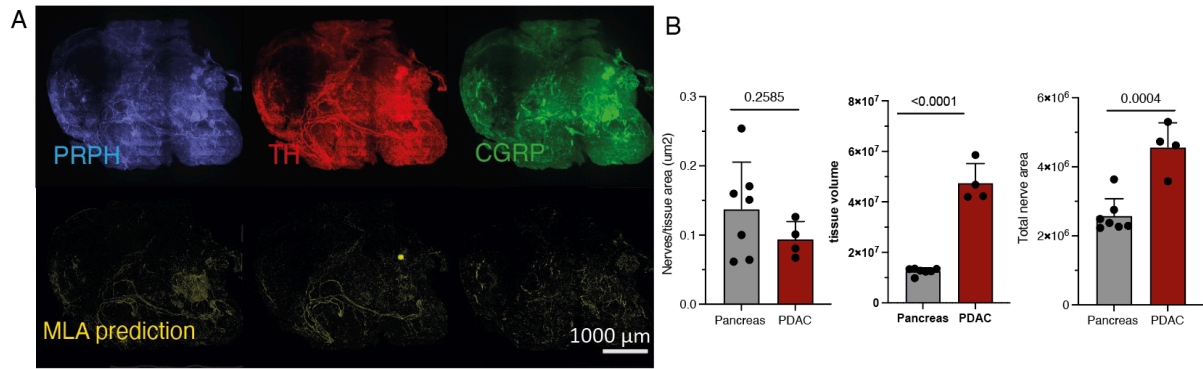 A
PRPH
TH
CGRP
MLA prediction
1000 µm
B
Nerves/tissue area (um2)
0.3
0.2
0.1
0.0
0.2585
Pancreas
PDAC
tissue volume
8×10⁷
6×10⁷
4×10⁷
2×10⁷
0
<0.0001
Pancreas
PDAC
Total nerve area
6×10⁶
4×10⁶
2×10⁶
0
0.0004
Pancreas
PDAC